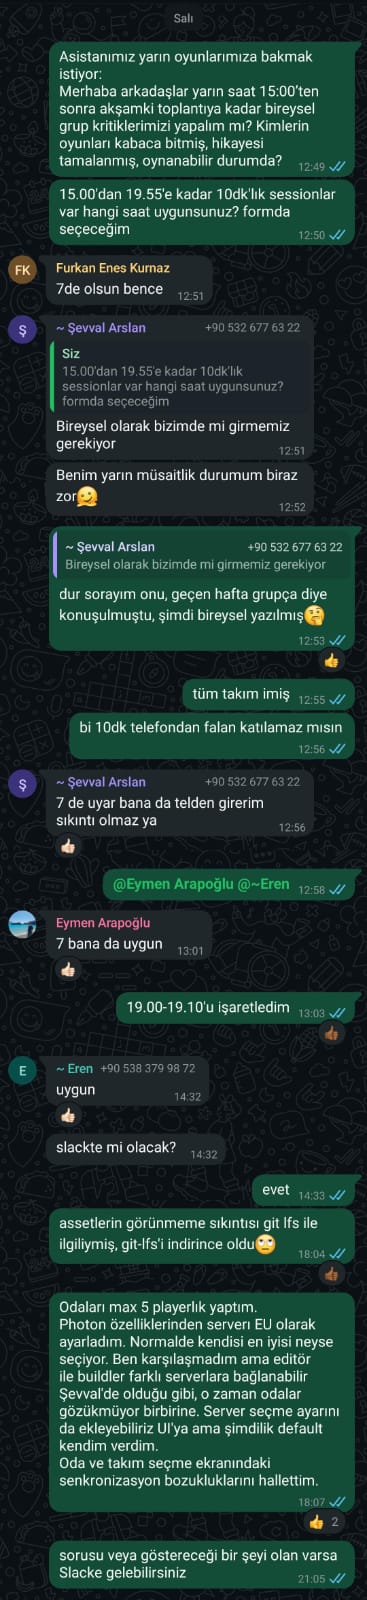 Salı
Asistanımız yarın oyunlarımıza bakmak
istiyor:
Merhaba arkadaşlar yarın saat 15:00’ten
sonra akşamki toplantıya kadar bireysel
grup kritiklerimizi yapalım mı? Kimlerin
oyunları kabaca bitmiş, hikayesi
tamalanmış, oynanabilir durumda?
12:49
15.00'dan 19.55'e kadar 10dk'lık sessionlar
var hangi saat uygunsunuz? formda
seçeceğim
12:50
FK
Furkan Enes Kurnaz
7de olsun bence
12:51
Ş
~ Şevval Arslan +90 532 677 63 22
Siz
15.00'dan 19.55'e kadar 10dk'lık
sessionlar var hangi saat uygunsunuz?
formda seçeceğim
Bireysel olarak bizimde mi girmemiz
gerekiyor
12:51
Benim yarın müsaitlik durumum biraz
zor🫠
12:52
~ Şevval Arslan +90 532 677 63 22
Bireysel olarak bizimde mi girmemiz gerekiyor
dur sorayım onu, geçen hafta grupça diye
konuşulmuştu, şimdi bireysel yazılmış🤔
12:53
👍
tüm takım imiş 12:55
bi 10dk telefondan falan katılamaz mısın
12:56
Ş
~ Şevval Arslan +90 532 677 63 22
7 de uyar bana da telden girerim
sıkıntı olmaz ya
12:56
👍🏻
@Eymen Arapoğlu @~Eren 12:58
Eymen Arapoğlu
7 bana da uygun 13:01
👍🏻
19.00-19.10'u işaretledim 13:03
👍🏾
E
~ Eren +90 538 379 98 72
uygun
14:32
👍🏻
slackte mi olacak? 14:32
evet 14:33
assetlerin görünmeme sıkıntısı git lfs ile
ilgiliymiş, git-lfs'i indirince oldu🙄
18:04
👍🏾
Odaları max 5 playerlık yaptım.
Photon özelliklerinden serverı EU olarak
ayarladım. Normalde kendisi en iyisi neyse
seçiyor. Ben karşılaşmadım ama editör
ile buildler farklı serverlara bağlanabilir
Şevval'de olduğu gibi, o zaman odalar
gözükmüyor birbirine. Server seçme ayarını
da ekleyebiliriz UI'ya ama şimdilik default
kendim verdim.
Oda ve takım seçme ekranındaki
senkronizasyon bozukluklarını hallettim.
18:07
👍 2
sorusu veya göstereceği bir şeyi olan varsa
Slacke gelebilirsiniz
21:05